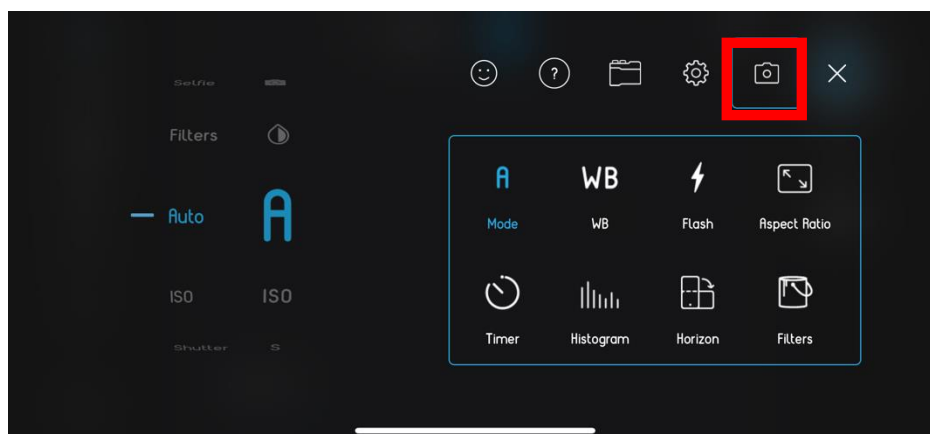 Selfie
Filters
Auto A
ISO ISO
Shutter S
?
A WB
Mode WB Flash Aspect Ratio
Timer Histogram Horizon Filters